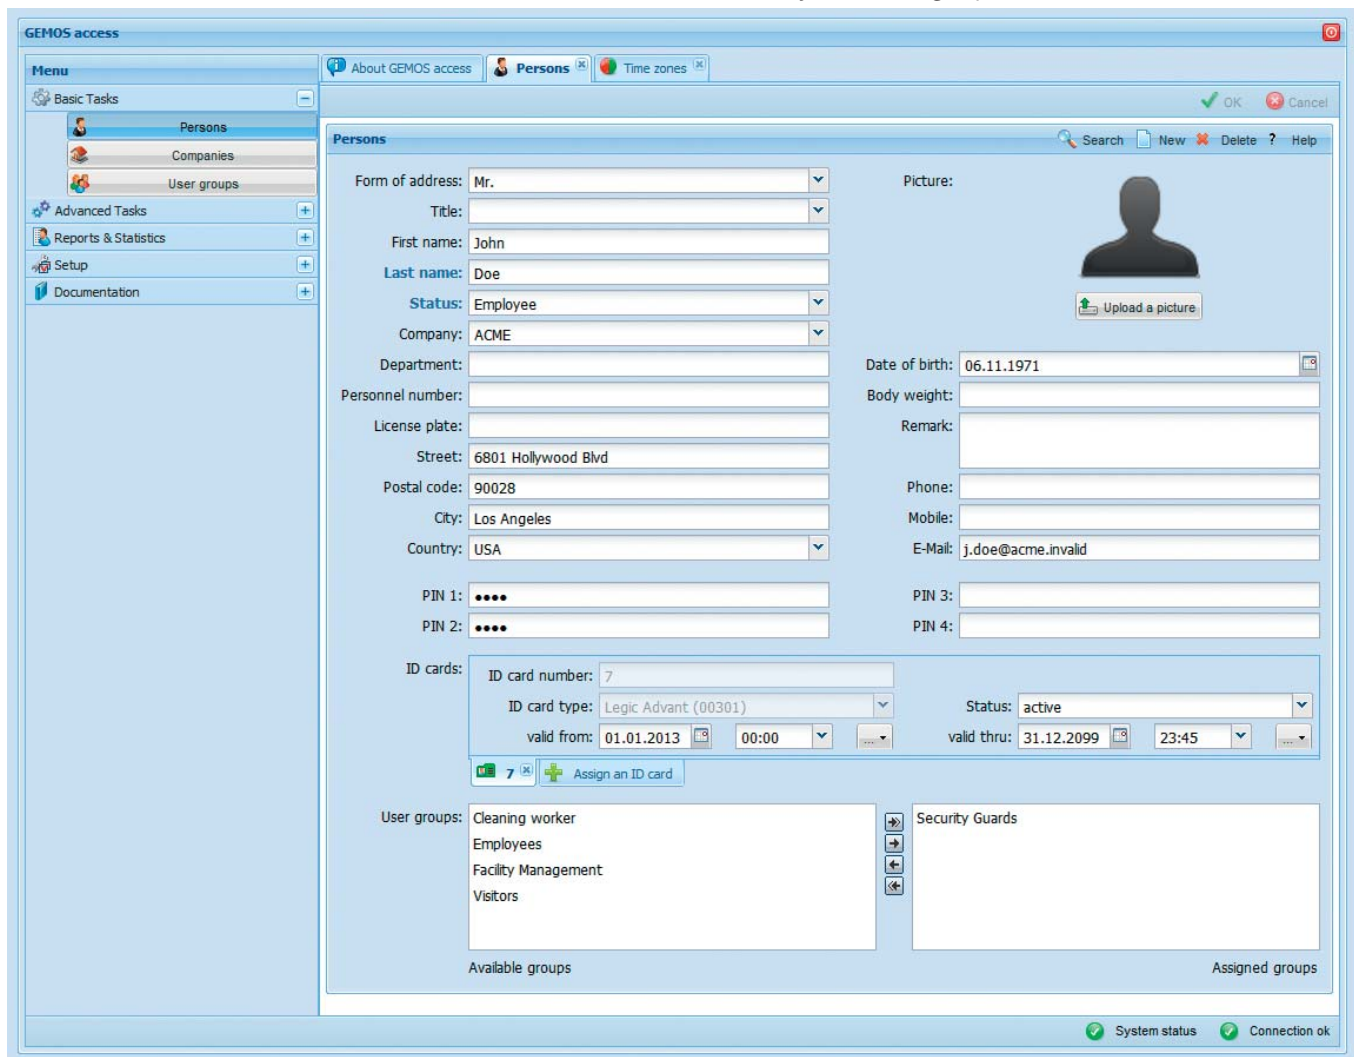 GEMOS access
Menu
Basic Tasks
Persons
Companies
User groups
Advanced Tasks
Reports & Statistics
Setup
Documentation
About GEMOS access
Persons
Time zones
OK
Cancel
Persons
Search
New
Delete
? Help
Form of address: Mr.
Picture:
Title:
First name: John
Last name: Doe
Status: Employee
Upload a picture
Company: ACME
Department:
Date of birth: 06.11.1971
Personnel number:
Body weight:
License plate:
Remark:
Street: 6801 Hollywood Blvd
Postal code: 90028
Phone:
City: Los Angeles
Mobile:
Country: USA
E-Mail: j.doe@acme.invalid
PIN 1: ●●●●
PIN 3:
PIN 2: ●●●●
PIN 4:
ID cards:
ID card number: 7
ID card type: Legic Advant (00301)
Status: active
valid from: 01.01.2013 00:00 ...
valid thru: 31.12.2099 23:45 ...
7
Assign an ID card
User groups:
Cleaning worker
Employees
Facility Management
Visitors
Security Guards
Available groups
Assigned groups
System status
Connection ok